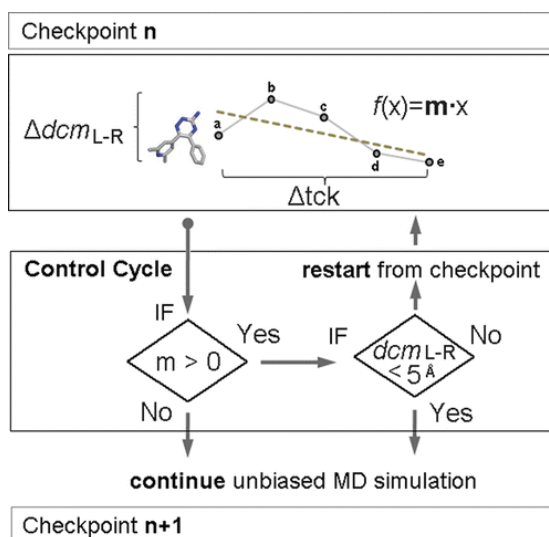 Checkpoint n
Δdcm L-R
a
b
c
d
e
f(x)=m·x
Δtck
Control Cycle
restart from checkpoint
IF
m > 0
Yes
No
IF
dcm L-R
< 5 Å
No
Yes
continue unbiased MD simulation
Checkpoint n+1